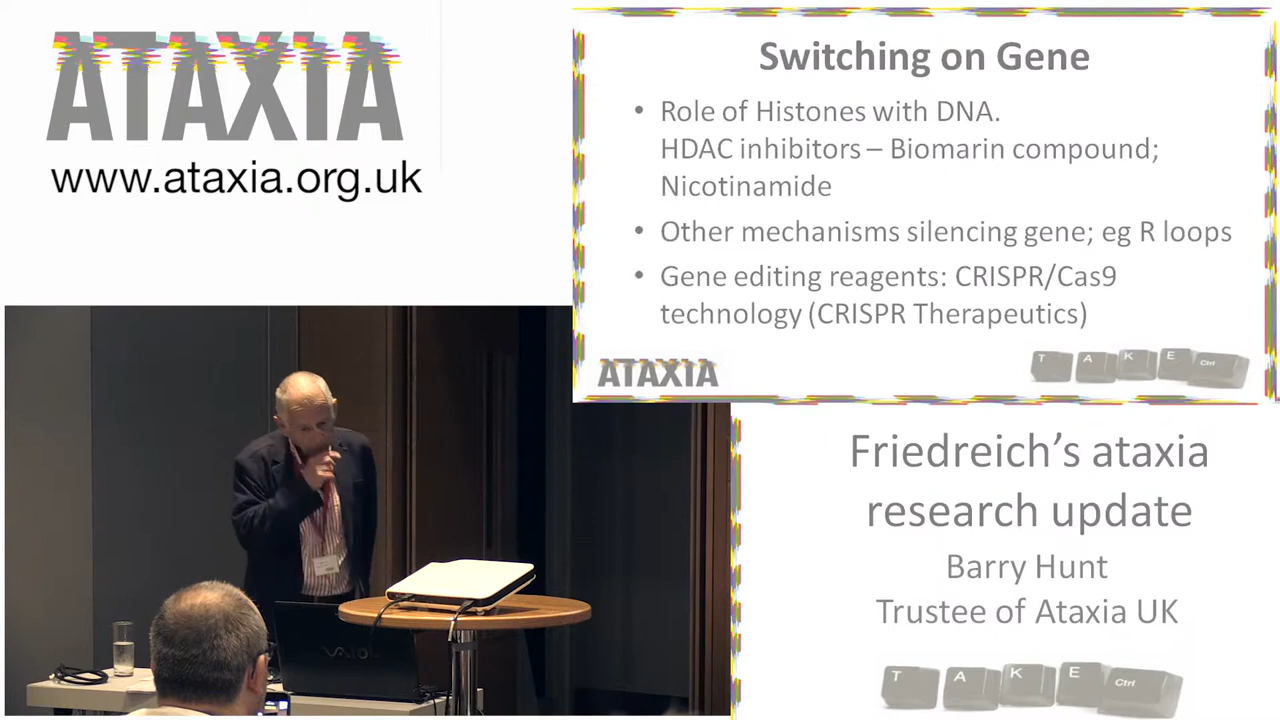 ATAXIA
www.ataxia.org.uk
Switching on Gene
• Role of Histones with DNA.
HDAC inhibitors – Biomarin compound;
Nicotinamide
• Other mechanisms silencing gene; eg R loops
• Gene editing reagents: CRISPR/Cas9
technology (CRISPR Therapeutics)
ATAXIA
T A K E Ctrl
Friedreich's ataxia
research update
Barry Hunt
Trustee of Ataxia UK
T A K E Ctrl
VAIO